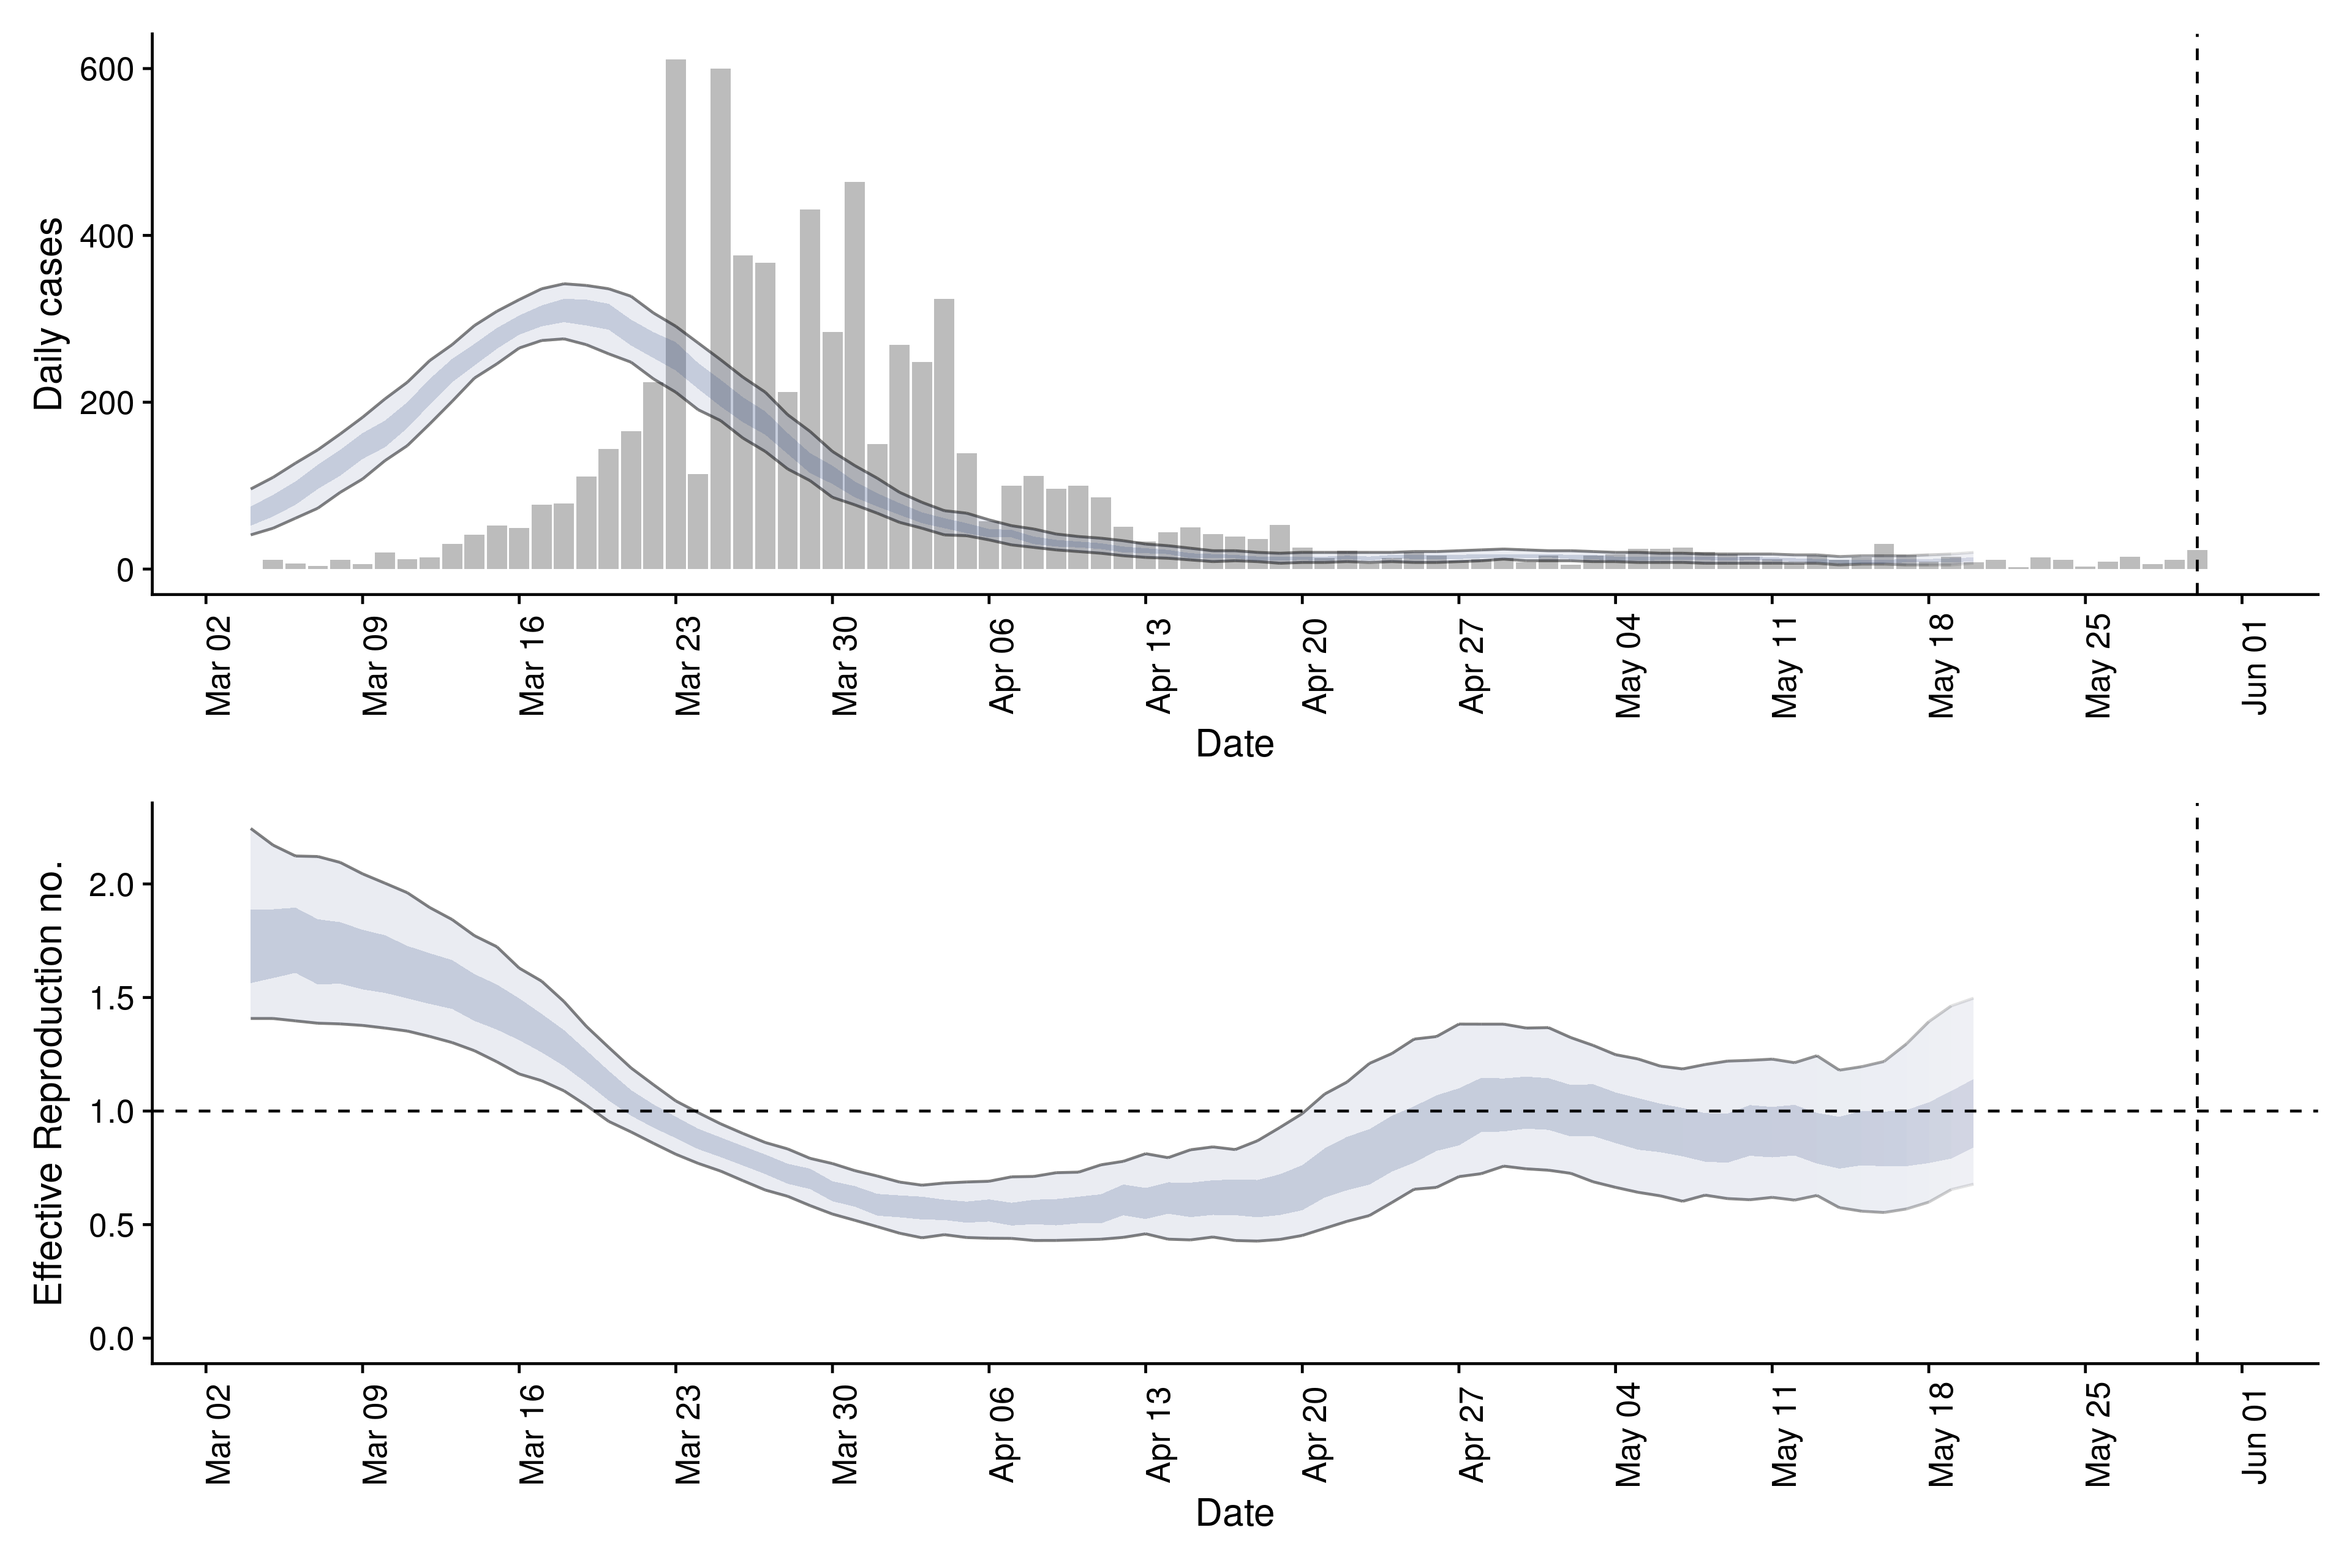 Daily cases
600
400
200
0
Mar 02
Mar 09
Mar 16
Mar 23
Mar 30
Apr 06
Apr 13
Apr 20
Apr 27
May 04
May 11
May 18
May 25
Jun 01
Date
Effective Reproduction no.
2.0
1.5
1.0
0.5
0.0
Mar 02
Mar 09
Mar 16
Mar 23
Mar 30
Apr 06
Apr 13
Apr 20
Apr 27
May 04
May 11
May 18
May 25
Jun 01
Date